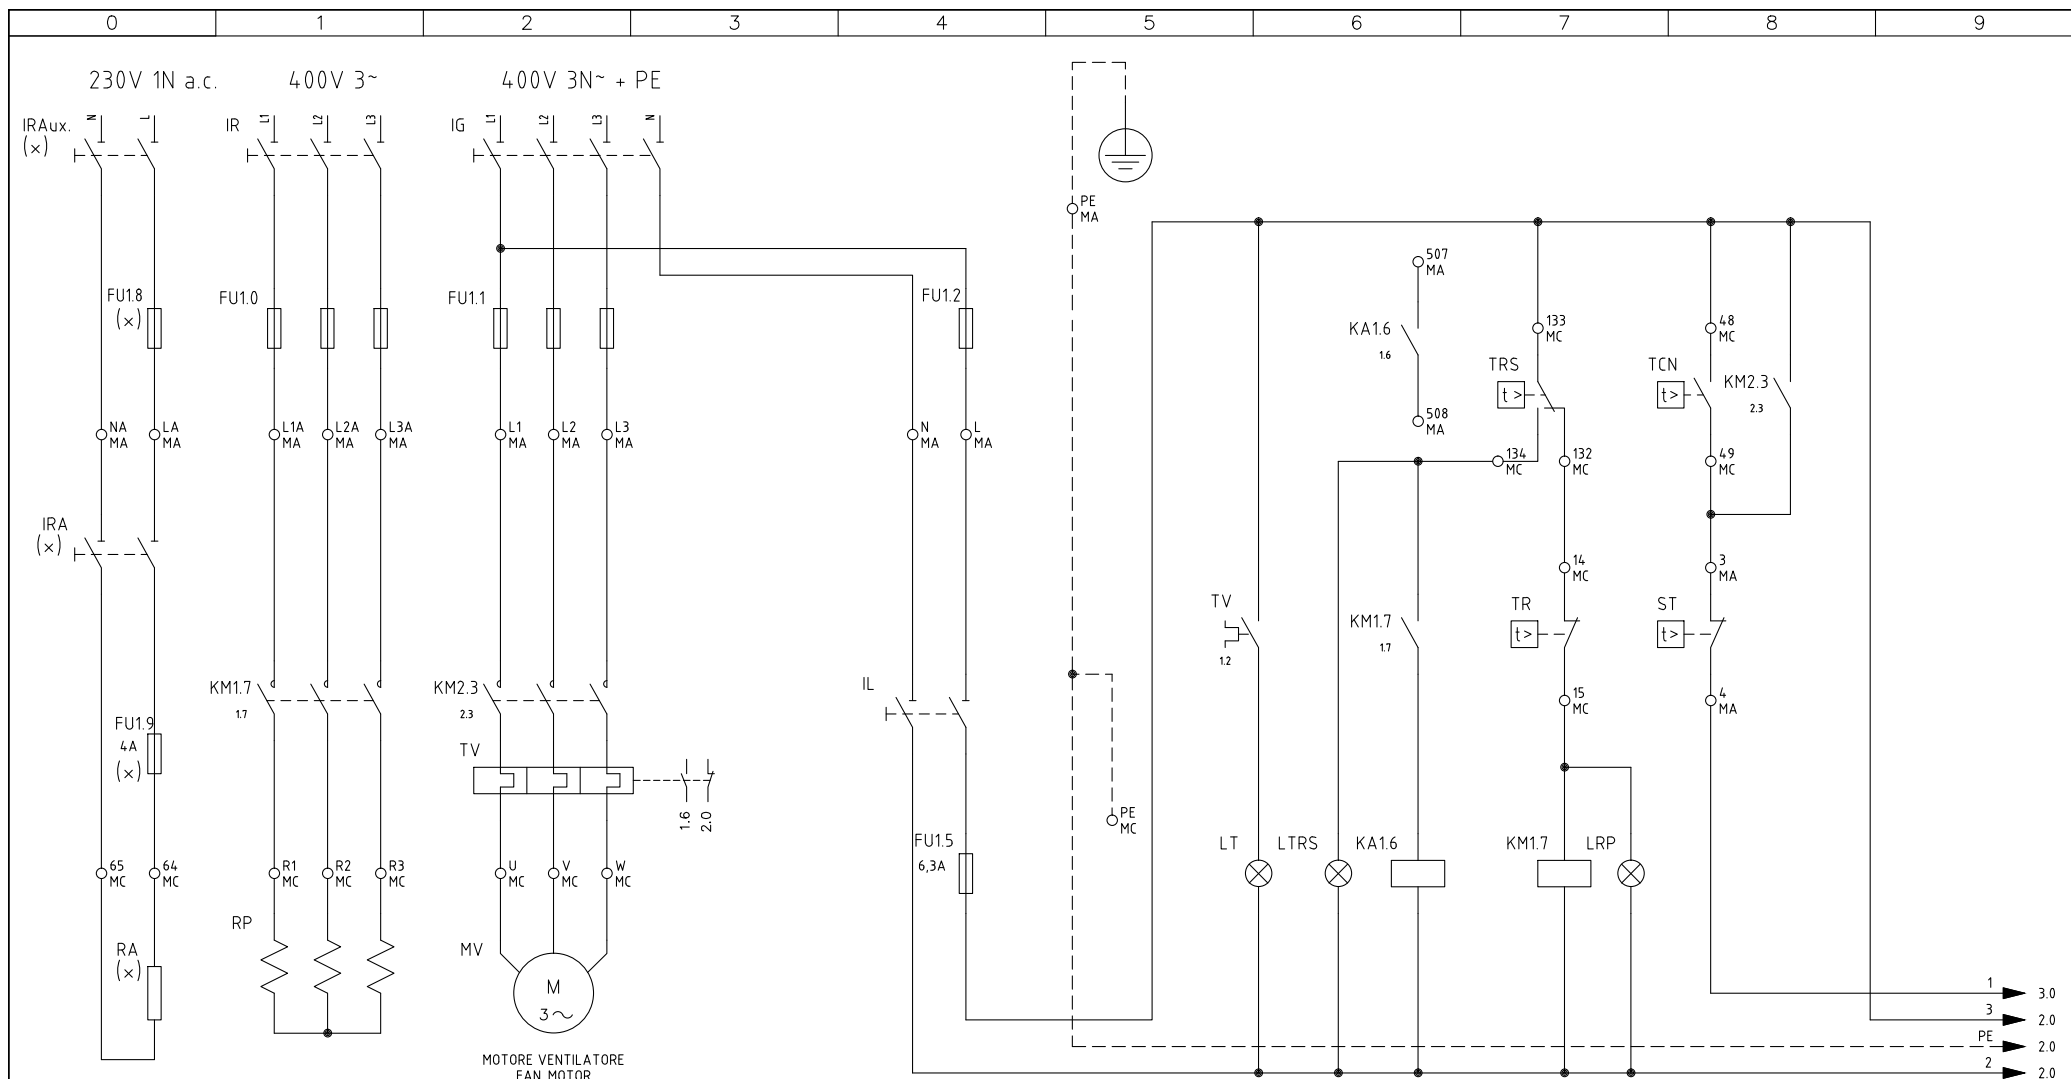 0 1 2 3 4 5 6 7 8 9
230V 1N a.c. 400V 3~ 400V 3N~ + PE
IRAux.
(x)
N L
IR
L1 L2 L3
IG
L1 L2 L3 N
PE
MA
507
MA
FU1.8
(x)
FU1.0
FU1.1
FU1.2
KA1.6
1.6
133
MC
48
MC
TRS
t>
TCN
t>
KM2.3
2.3
508
MA
NA
MA
LA
MA
L1A
MA
L2A
MA
L3A
MA
L1
MA
L2
MA
L3
MA
N
MA
L
MA
134
MC
132
MC
49
MC
IRA
(x)
14
MC
3
MA
TV
1.2
KM1.7
1.7
TR
t>
ST
t>
KM1.7
1.7
KM2.3
2.3
IL
15
MC
4
MA
FU1.9
4A
(x)
TV
1.6
2.0
PE
MC
FU1.5
6,3A
LT
LTRS
KA1.6
KM1.7
LRP
65
MC
64
MC
R1
MC
R2
MC
R3
MC
U
MC
V
MC
W
MC
RP
RA
(x)
MV
M
3~
1 3.0
3 2.0
PE 2.0
2 2.0
MOTORE VENTILATORE
FAN MOTOR